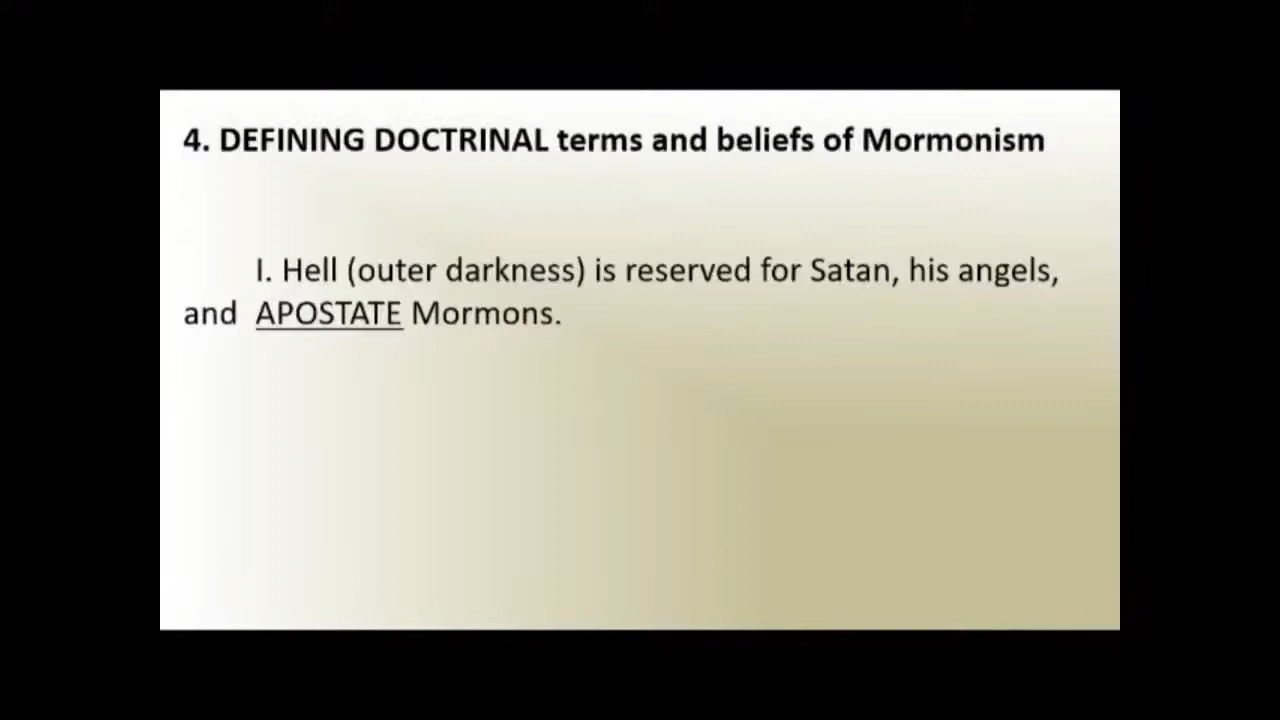 4. DEFINING DOCTRINAL terms and beliefs of Mormonism
I. Hell (outer darkness) is reserved for Satan, his angels,
and APOSTATE Mormons.